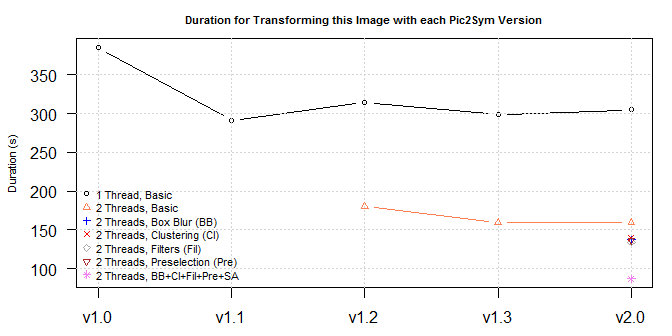 Duration for Transforming this Image with each Pic2Sym Version
Duration (s)
350
300
250
200
150
100
1 Thread, Basic
2 Threads, Basic
2 Threads, Box Blur (BB)
2 Threads, Clustering (Cl)
2 Threads, Filters (Fil)
2 Threads, Preselection (Pre)
2 Threads, BB+Cl+Fil+Pre+SA
v1.0 v1.1 v1.2 v1.3 v2.0